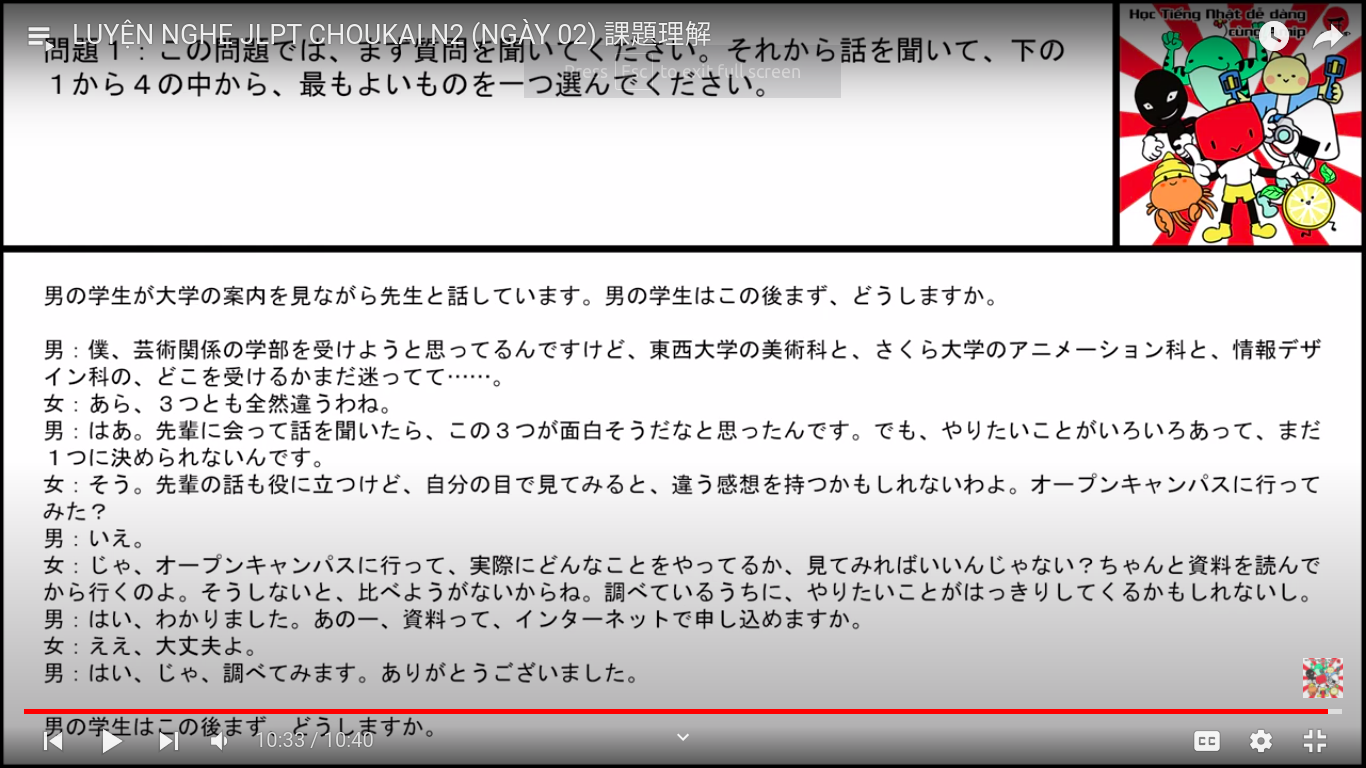 LUYỆN NGHE JLPT CHOUKAI N2 (NGÀY 02) 課題理解
問題１：この問題では、まず質問を聞いてください。それから話を聞いて、下の
１から４の中から、最もよいものを一つ選んでください。
Press Esc to exit full screen
Học Tiếng Nhật dễ dàng
cùng
男の学生が大学の案内を見ながら先生と話しています。男の学生はこの後まず、どうしますか。
男：僕、芸術関係の学部を受けようと思ってるんですけど、東西大学の美術科と、さくら大学のアニメーション科と、情報デザ
イン科の、どこを受けるかまだ迷ってて……。
女：あら、３つとも全然違うわね。
男：はあ。先輩に会って話を聞いたら、この３つが面白そうだなと思ったんです。でも、やりたいことがいろいろあって、まだ
１つに決められないんです。
女：そう。先輩の話も役に立つけど、自分の目で見てみると、違う感想を持つかもしれないわよ。オープンキャンパスに行って
みた？
男：いえ。
女：じゃ、オープンキャンパスに行って、実際にどんなことをやってるか、見てみればいいんじゃない？ちゃんと資料を読んで
から行くのよ。そうしないと、比べようがないからね。調べているうちに、やりたいことがはっきりしてくるかもしれないし。
男：はい、わかりました。あのー、資料って、インターネットで申し込めますか。
女：ええ、大丈夫よ。
男：はい、じゃ、調べてみます。ありがとうございました。
男の学生はこの後まず、どうしますか。
10:33 / 10:40
CC